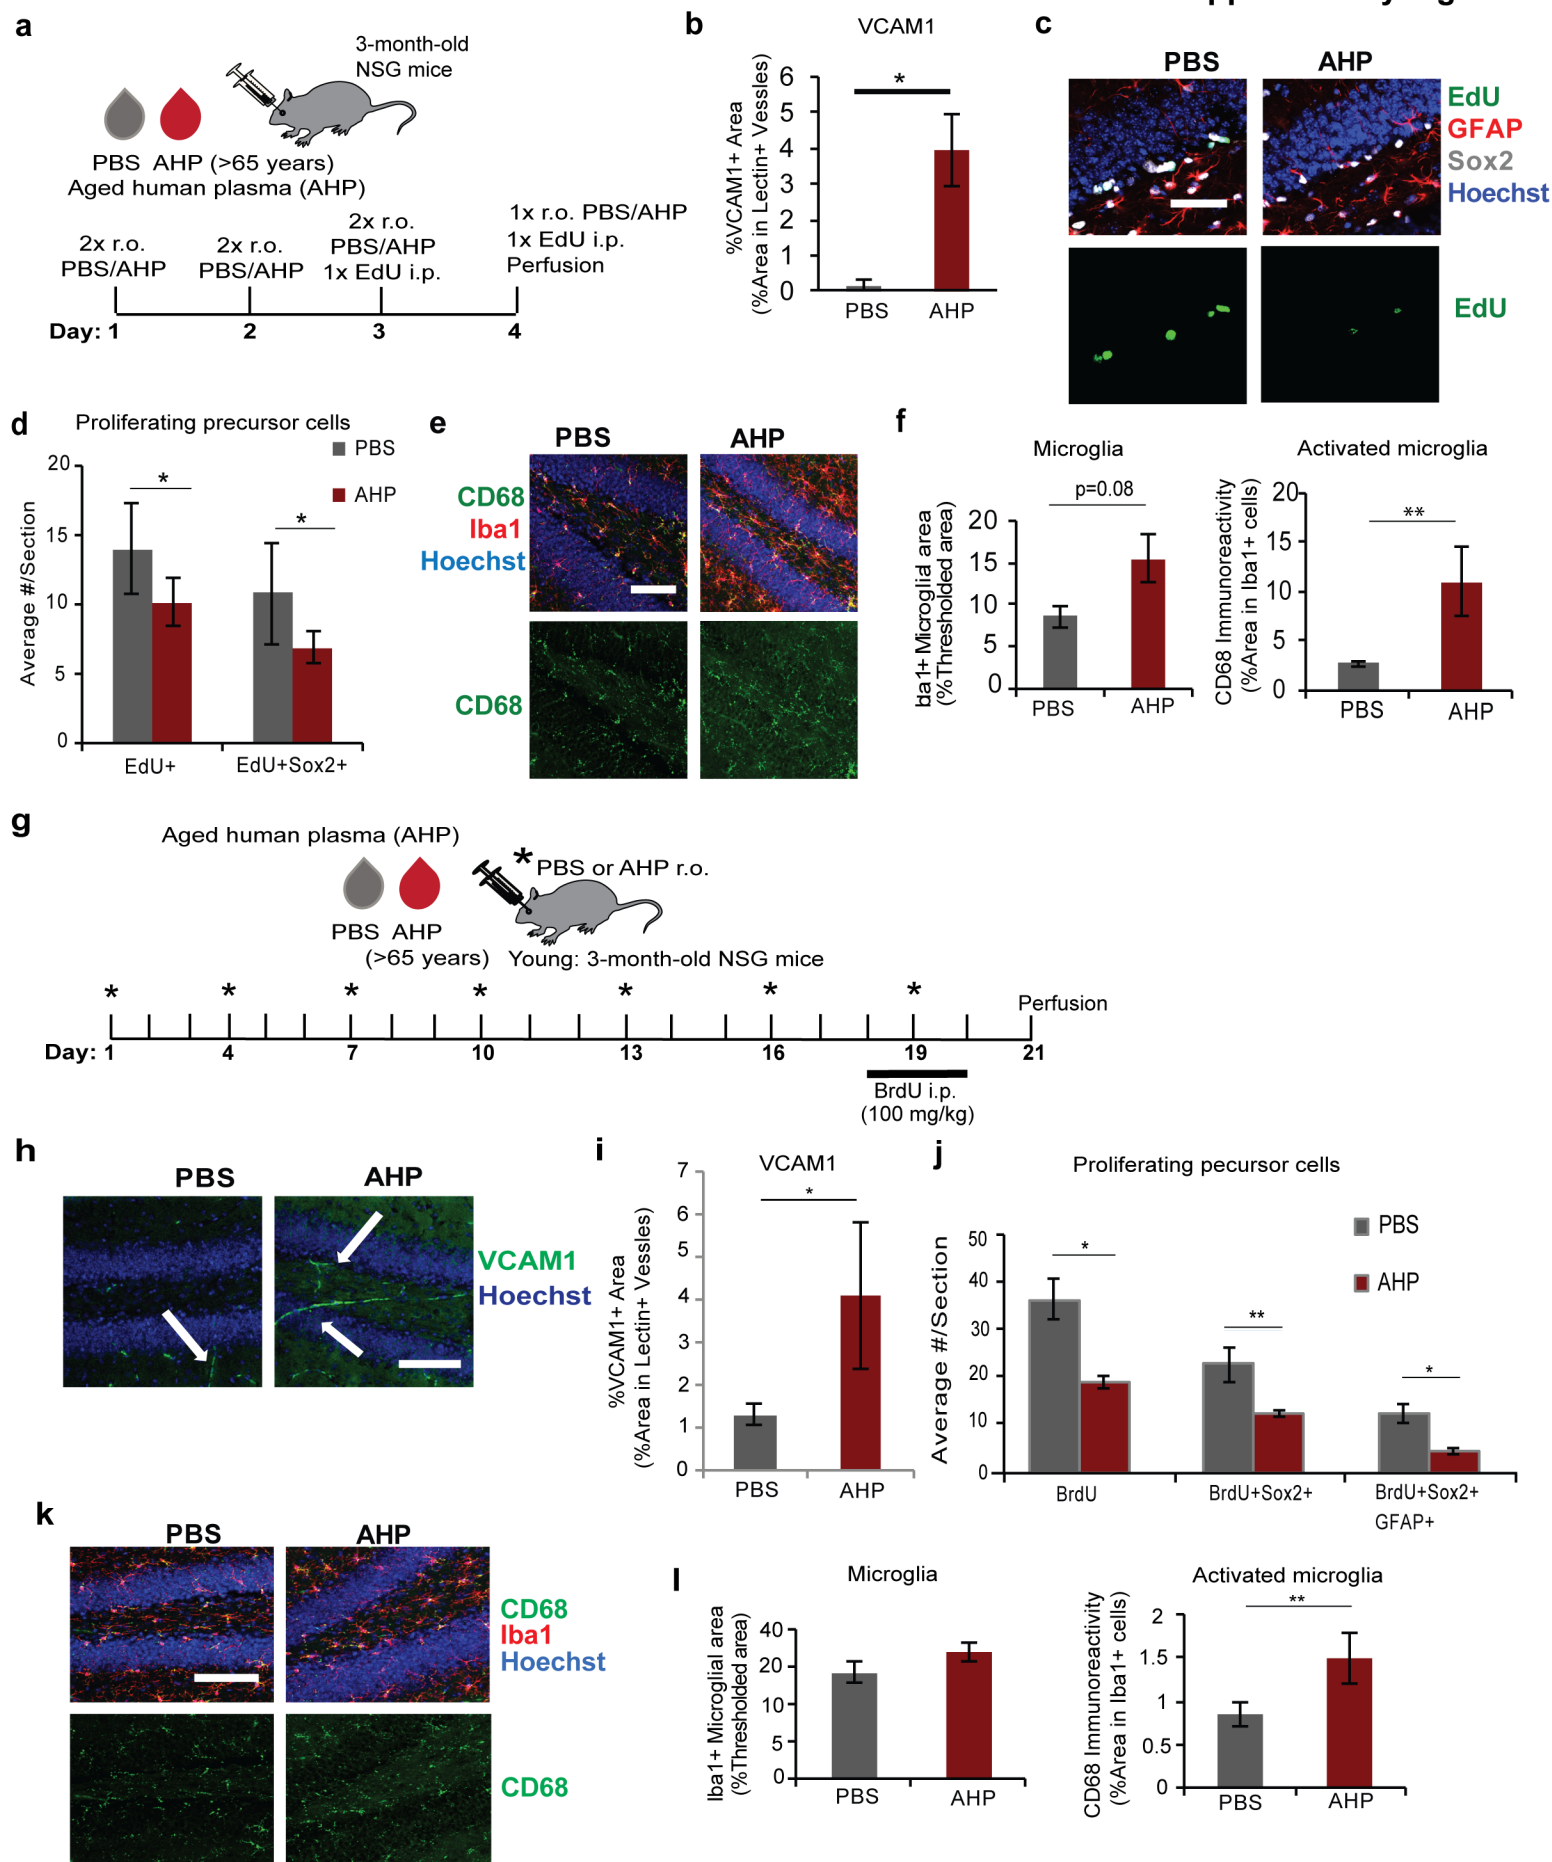 a
3-month-old
NSG mice
PBS AHP (>65 years)
Aged human plasma (AHP)
2x r.o.
PBS/AHP
2x r.o.
PBS/AHP
2x r.o.
PBS/AHP
1x EdU i.p.
1x r.o. PBS/AHP
1x EdU i.p.
Perfusion
Day: 1 2 3 4
b
VCAM1
%VCAM1+ Area
(%Area in Lectin+ Vessles)
6
5
4
3
2
1
0
*
PBS AHP
c
PBS AHP
EdU
GFAP
Sox2
Hoechst
EdU
d
Proliferating precursor cells
PBS
AHP
Average #/Section
20
15
10
5
0
*
*
EdU+ EdU+Sox2+
e
PBS AHP
CD68
Iba1
Hoechst
CD68
f
Microglia
Iba1+ Microglial area
(%Thresholded area)
20
15
10
5
0
p=0.08
PBS AHP
Activated microglia
CD68 Immunoreactivity
(%Area in Iba1+ cells)
20
15
10
5
0
**
PBS AHP
g
Aged human plasma (AHP)
* PBS or AHP r.o.
PBS AHP
(>65 years) Young: 3-month-old NSG mice
* * * * * * *
Perfusion
Day: 1 4 7 10 13 16 19 21
BrdU i.p.
(100 mg/kg)
h
PBS AHP
VCAM1
Hoechst
i
VCAM1
%VCAM1+ Area
(%Area in Lectin+ Vessles)
7
6
5
4
3
2
1
0
*
PBS AHP
j
Proliferating pecursor cells
PBS
AHP
Average #/Section
50
40
30
20
10
0
*
**
*
BrdU BrdU+Sox2+ BrdU+Sox2+
GFAP+
k
PBS AHP
CD68
Iba1
Hoechst
CD68
l
Microglia
Iba1+ Microglial area
(%Thresholded area)
40
20
10
5
0
PBS AHP
Activated microglia
CD68 Immunoreactivity
(%Area in Iba1+ cells)
2
1.5
1
0.5
0
**
PBS AHP